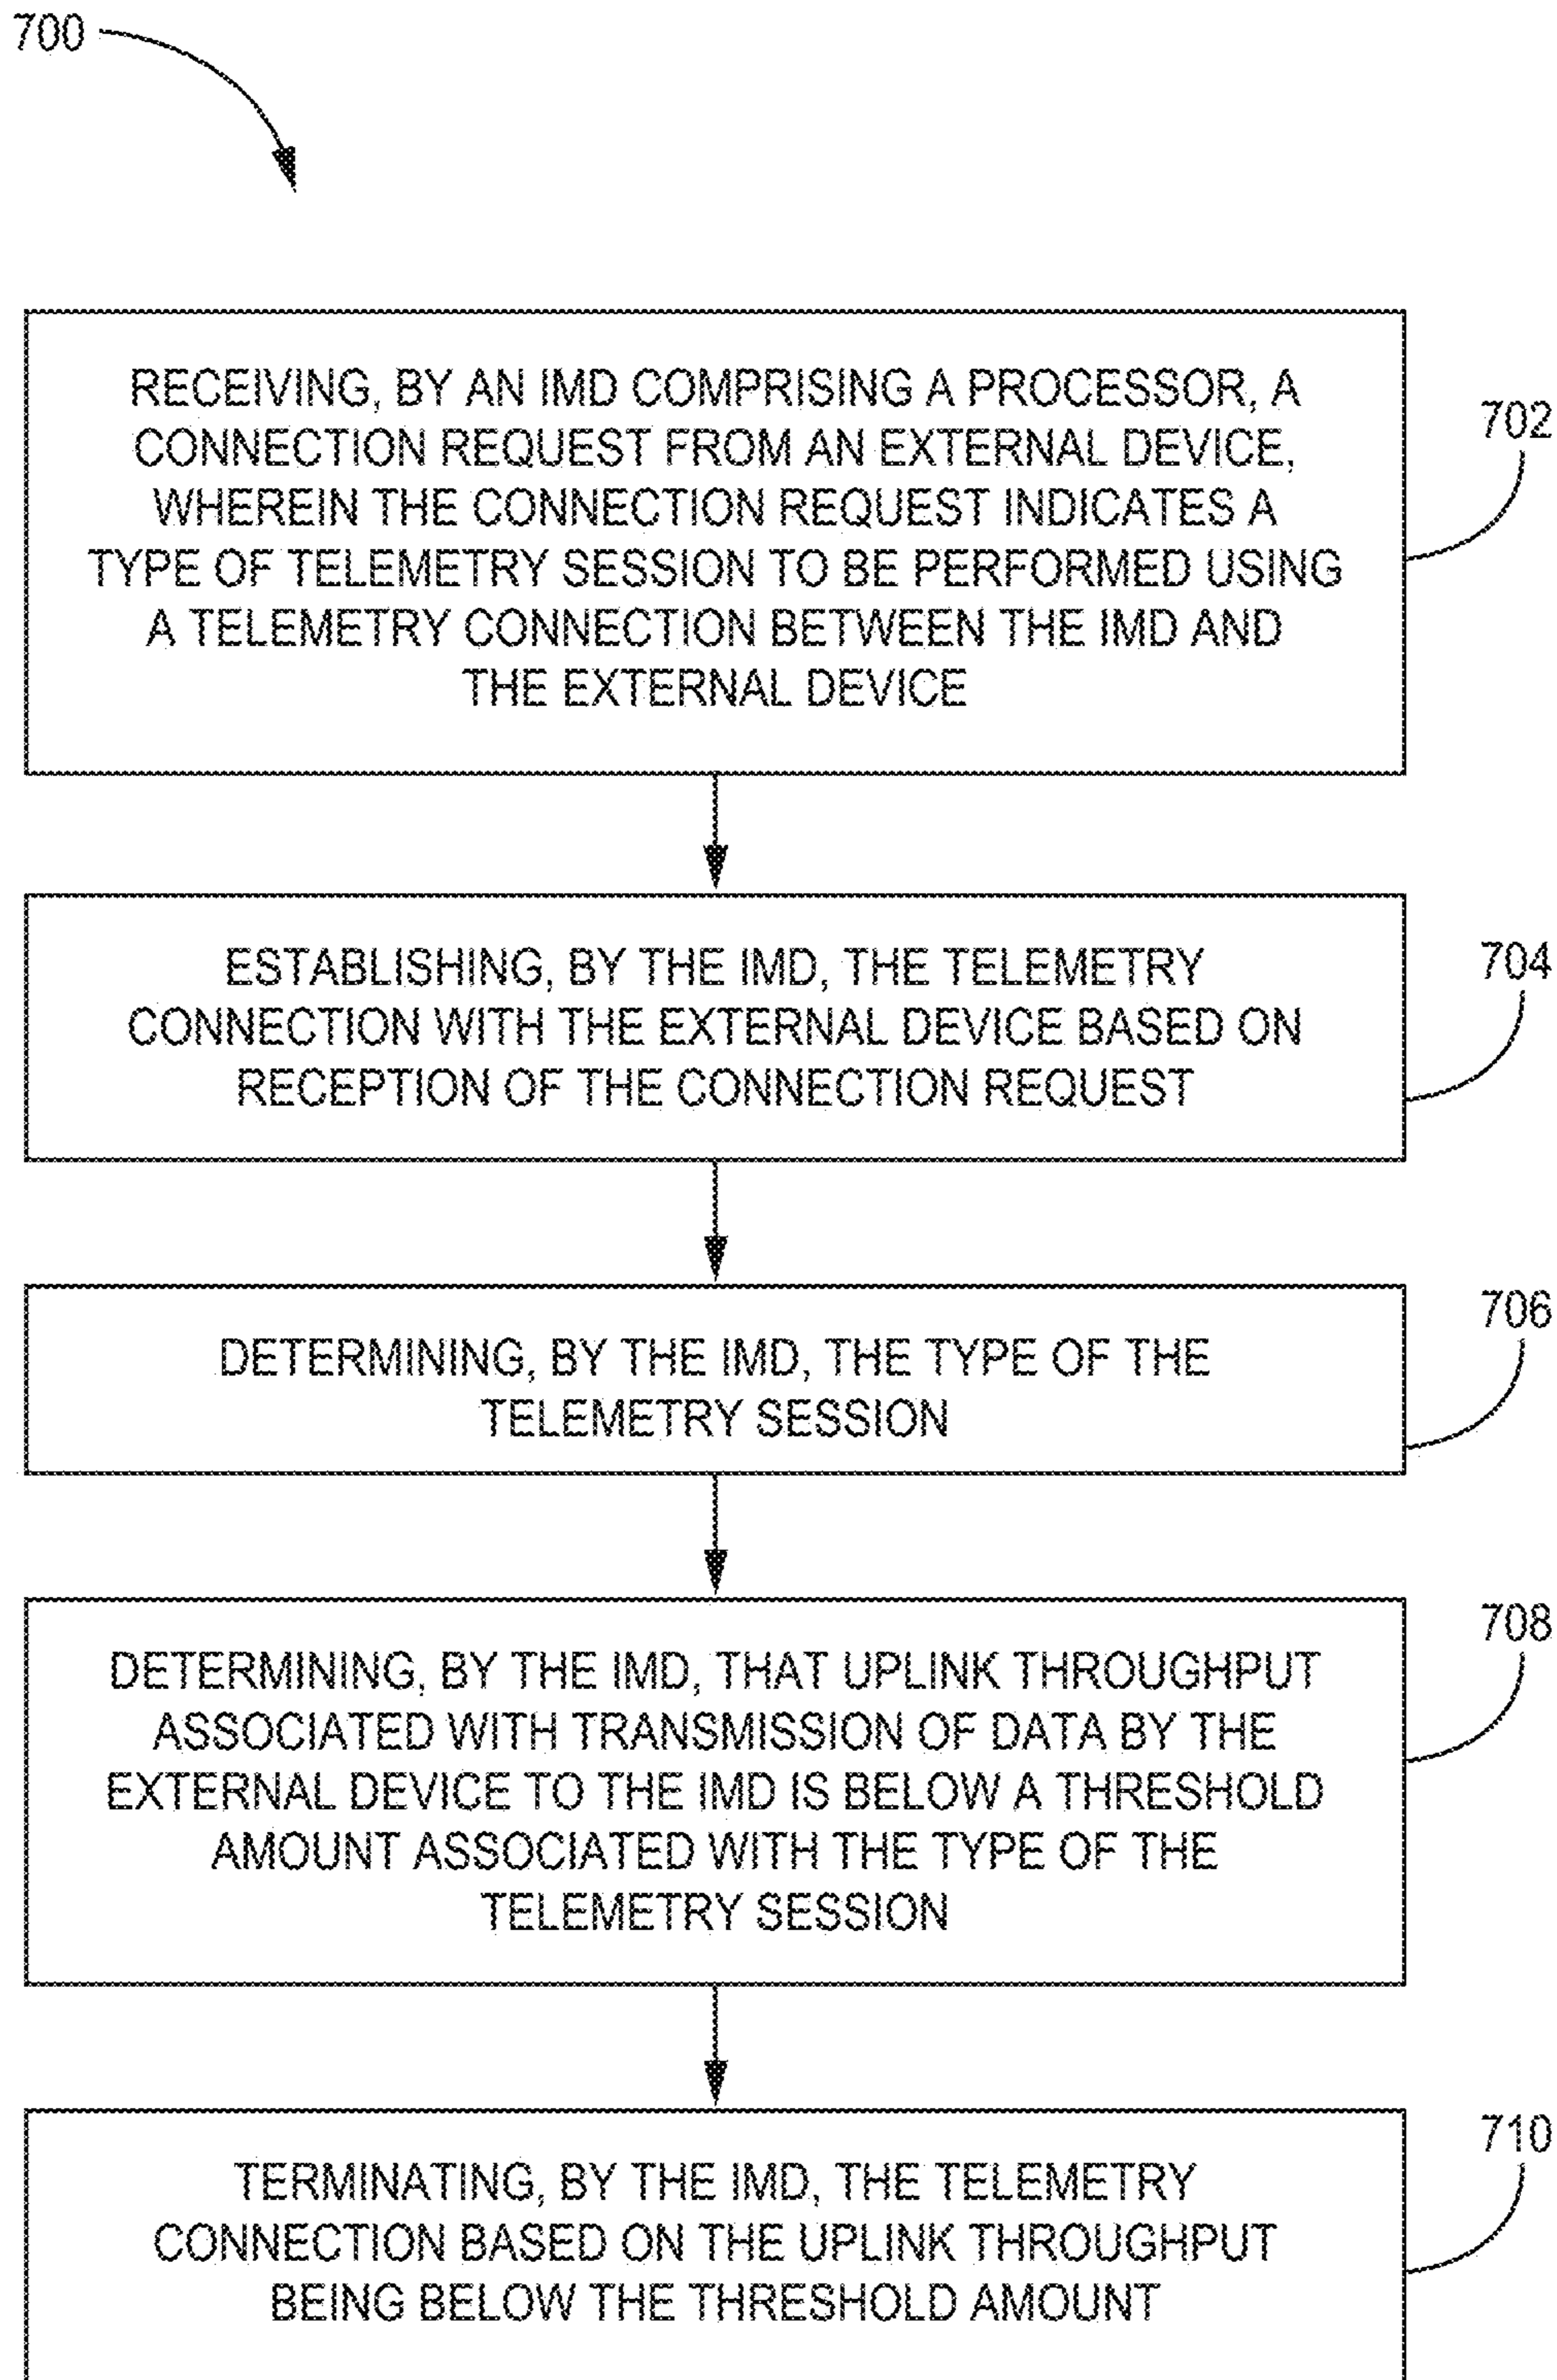 700
RECEIVING, BY AN IMD COMPRISING A PROCESSOR, A
CONNECTION REQUEST FROM AN EXTERNAL DEVICE,
WHEREIN THE CONNECTION REQUEST INDICATES A
TYPE OF TELEMETRY SESSION TO BE PERFORMED USING
A TELEMETRY CONNECTION BETWEEN THE IMD AND
THE EXTERNAL DEVICE
702
ESTABLISHING, BY THE IMD, THE TELEMETRY
CONNECTION WITH THE EXTERNAL DEVICE BASED ON
RECEPTION OF THE CONNECTION REQUEST
704
DETERMINING, BY THE IMD, THE TYPE OF THE
TELEMETRY SESSION
706
DETERMINING, BY THE IMD, THAT UPLINK THROUGHPUT
ASSOCIATED WITH TRANSMISSION OF DATA BY THE
EXTERNAL DEVICE TO THE IMD IS BELOW A THRESHOLD
AMOUNT ASSOCIATED WITH THE TYPE OF THE
TELEMETRY SESSION
708
TERMINATING, BY THE IMD, THE TELEMETRY
CONNECTION BASED ON THE UPLINK THROUGHPUT
BEING BELOW THE THRESHOLD AMOUNT
710